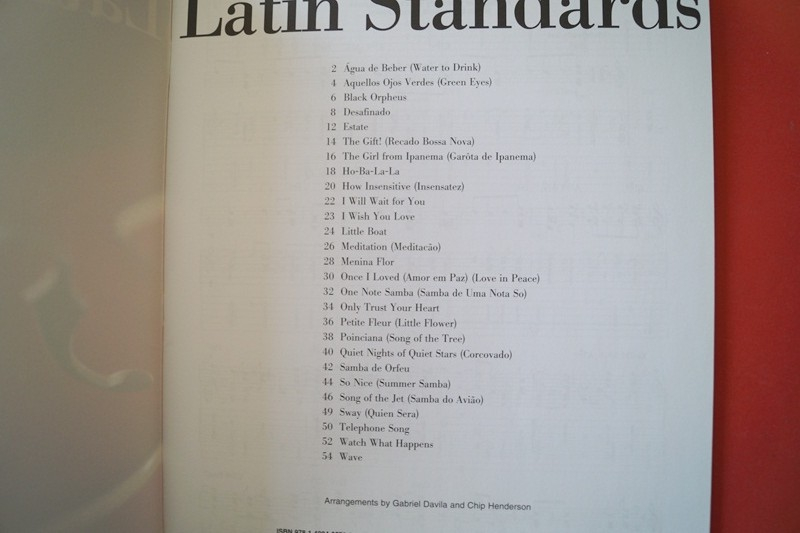 Latin Standards
2 Água de Beber (Water to Drink)
4 Aquellos Ojos Verdes (Green Eyes)
6 Black Orpheus
8 Desafinado
12 Estate
14 The Gift! (Recado Bossa Nova)
16 The Girl from Ipanema (Garôta de Ipanema)
18 Ho-Ba-La-La
20 How Insensitive (Insensatez)
22 I Will Wait for You
23 I Wish You Love
24 Little Boat
26 Meditation (Meditacão)
28 Menina Flor
30 Once I Loved (Amor em Paz) (Love in Peace)
32 One Note Samba (Samba de Uma Nota So)
34 Only Trust Your Heart
36 Petite Fleur (Little Flower)
38 Poinciana (Song of the Tree)
40 Quiet Nights of Quiet Stars (Corcovado)
42 Samba de Orfeu
44 So Nice (Summer Samba)
46 Song of the Jet (Samba do Avião)
49 Sway (Quien Sera)
50 Telephone Song
52 Watch What Happens
54 Wave
Arrangements by Gabriel Davila and Chip Henderson
ISBN